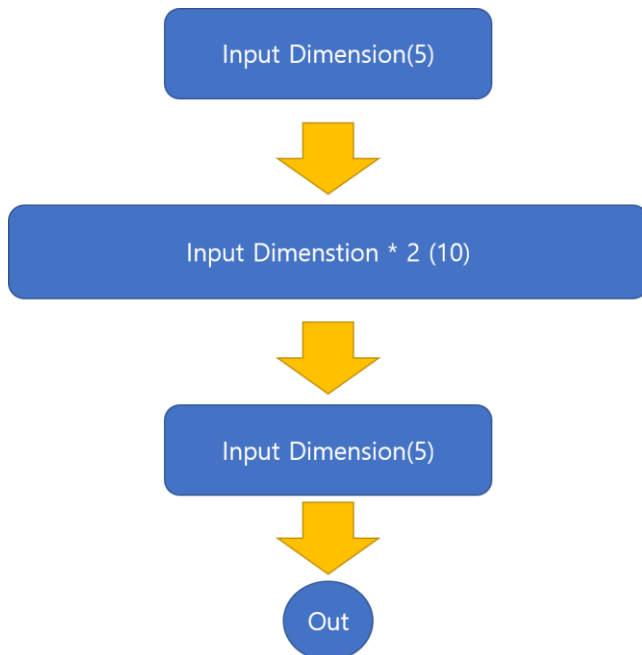 Input Dimension(5)
Input Dimenstion * 2 (10)
Input Dimension(5)
Out